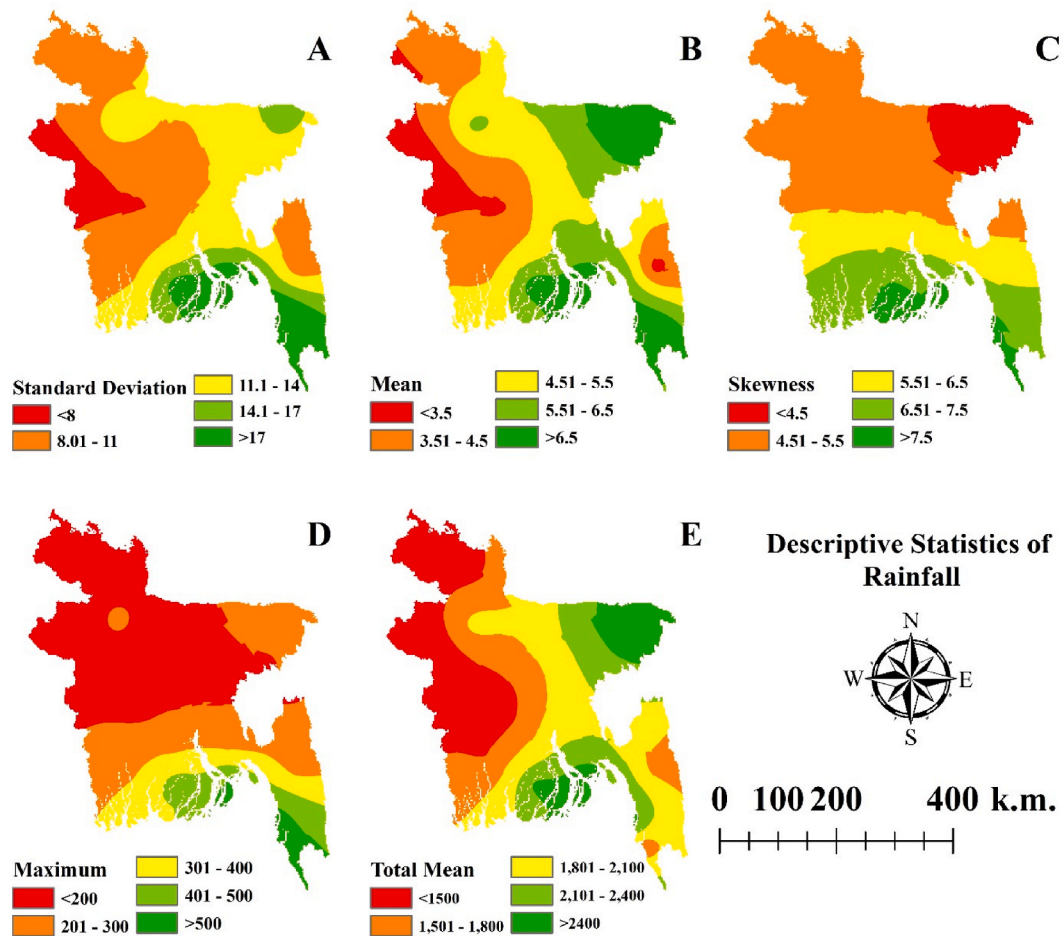 A
B
C
Standard Deviation
<8
8.01 - 11
11.1 - 14
14.1 - 17
>17
Mean
<3.5
3.51 - 4.5
4.51 - 5.5
5.51 - 6.5
>6.5
Skewness
<4.5
4.51 - 5.5
5.51 - 6.5
6.51 - 7.5
>7.5
D
E
Descriptive Statistics of
Rainfall
N
W
E
S
0 100 200 400 k.m.
Maximum
<200
201 - 300
301 - 400
401 - 500
>500
Total Mean
<1500
1,501 - 1,800
1,801 - 2,100
2,101 - 2,400
>2400